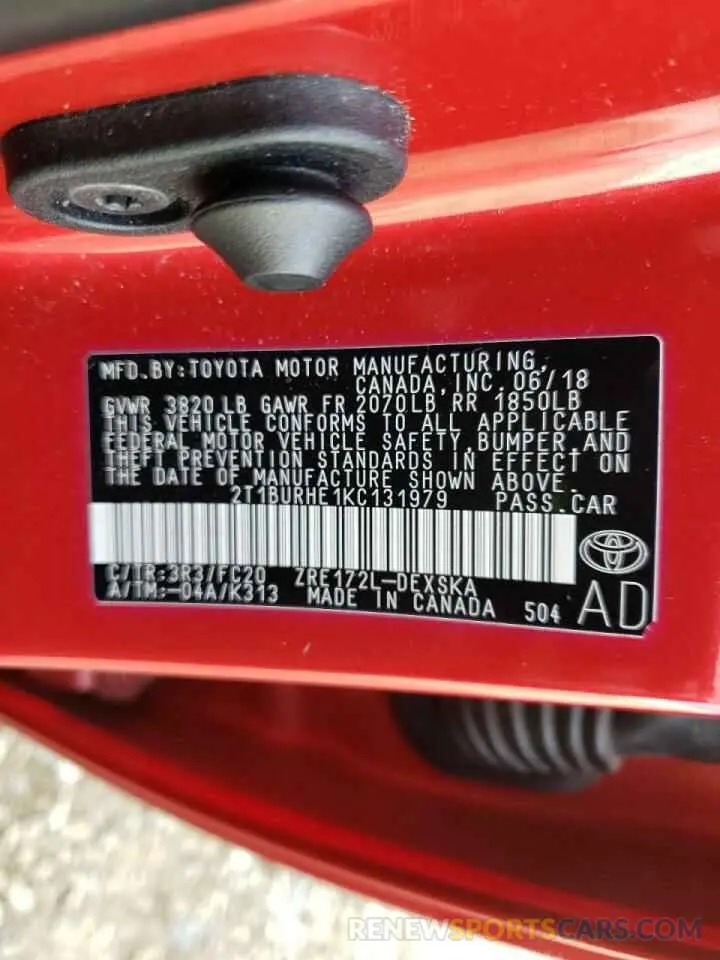 MFD.BY:TOYOTA MOTOR MANUFACTURING,
CANADA,INC. 06/18
GVWR 3820 LB GAWR FR 2070LB RR 1850LB
THIS VEHICLE CONFORMS TO ALL APPLICABLE
FEDERAL MOTOR VEHICLE SAFETY, BUMPER, AND
THEFT PREVENTION STANDARDS IN EFFECT ON
THE DATE OF MANUFACTURE SHOWN ABOVE.
2T1BURHE1KC131979 PASS.CAR
C/TR:3R3/FC20 ZRE172L-DEXSKA
A/TM:-04A/K313 MADE IN CANADA 504 AD
RENEWSPORTSCARS.COM